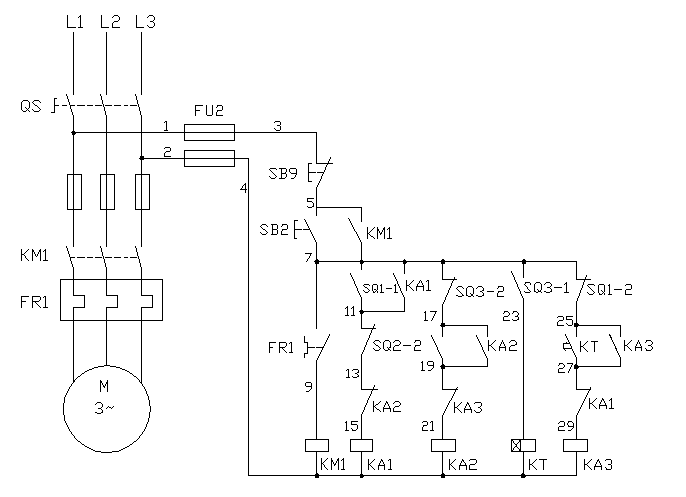 L1 L2 L3
QS
FU2
1
3
2
4
SB9
5
SB2
KM1
7
KM1
SQ1-1
KA1
SQ3-2
SQ3-1
SQ1-2
FR1
11
17
23
25
FR1
SQ2-2
KA2
KT
KA3
13
19
27
9
M
3~
KA2
KA3
KA1
15
21
29
KM1
KA1
KA2
KT
KA3